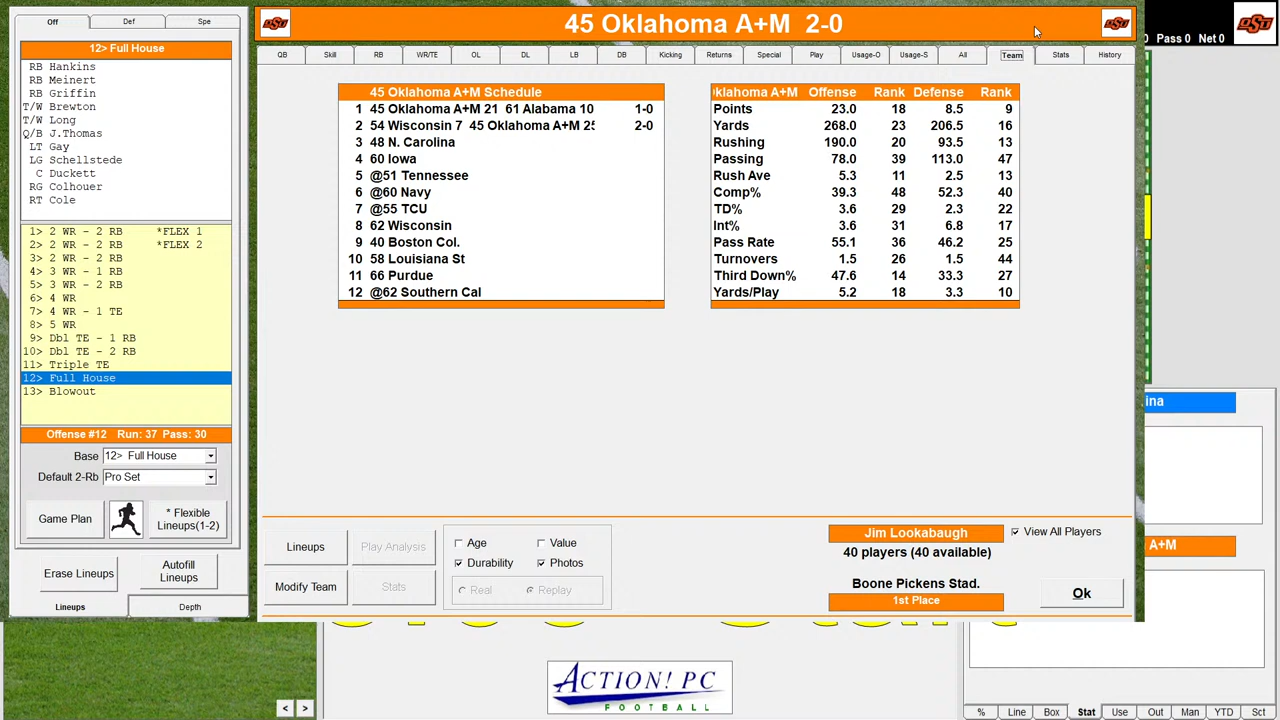 Off Def Spe
12> Full House
RB Hankins
RB Meinert
RB Griffin
T/W Brewton
T/W Long
Q/B J.Thomas
LT Gay
LG Schellstede
C Duckett
RG Colhouer
RT Cole
1> 2 WR - 2 RB *FLEX 1
2> 2 WR - 2 RB *FLEX 2
3> 2 WR - 2 RB
4> 3 WR - 1 RB
5> 3 WR - 2 RB
6> 4 WR
7> 4 WR - 1 TE
8> 5 WR
9> Dbl TE - 1 RB
10> Dbl TE - 2 RB
11> Triple TE
12> Full House
13> Blowout
Offense #12 Run: 37 Pass: 30
Base 12> Full House
Default 2-Rb Pro Set
Game Plan
* Flexible
Lineups(1-2)
Erase Lineups
Autofill
Lineups
Lineups Depth
OSU
45 Oklahoma A+M 2-0
OSU
QB Skill RB WR/TE OL DL LB DB Kicking Returns Special Play Usage-O Usage-S All Team Stats History
45 Oklahoma A+M Schedule
1 45 Oklahoma A+M 21 61 Alabama 10 1-0
2 54 Wisconsin 7 45 Oklahoma A+M 25 2-0
3 48 N. Carolina
4 60 Iowa
5 @51 Tennessee
6 @60 Navy
7 @55 TCU
8 62 Wisconsin
9 40 Boston Col.
10 58 Louisiana St
11 66 Purdue
12 @62 Southern Cal
klahoma A+M Offense Rank Defense Rank
Points 23.0 18 8.5 9
Yards 268.0 23 206.5 16
Rushing 190.0 20 93.5 13
Passing 78.0 39 113.0 47
Rush Ave 5.3 11 2.5 13
Comp% 39.3 48 52.3 40
TD% 3.6 29 2.3 22
Int% 3.6 31 6.8 17
Pass Rate 55.1 36 46.2 25
Turnovers 1.5 26 1.5 44
Third Down% 47.6 14 33.3 27
Yards/Play 5.2 18 3.3 10
Lineups Play Analysis
Modify Team Stats
Age Value
Durability Photos
Real Replay
Jim Lookabaugh
View All Players
40 players (40 available)
Boone Pickens Stad.
1st Place
Ok
0 Pass 0 Net 0
OSU
ina
A+M
< >
ACTION! PC
FOOTBALL
% Line Box Stat Use Out Man YTD Sct